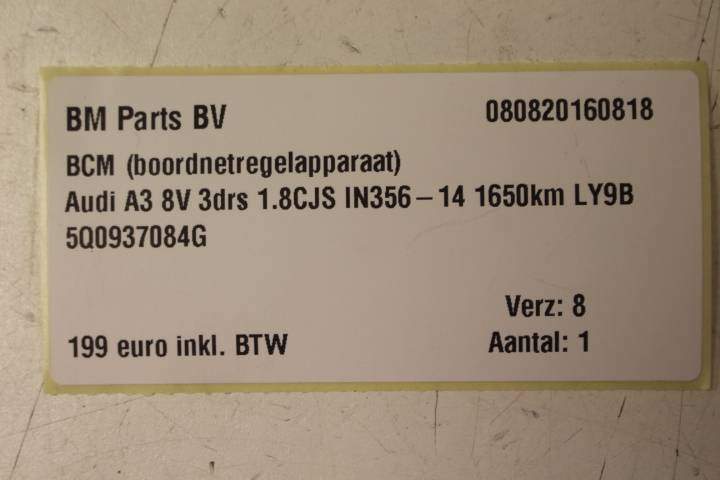 BM Parts BV 080820160818
BCM (boordnetregelapparaat)
Audi A3 8V 3drs 1.8CJS IN356-14 1650km LY9B
5Q0937084G
Verz: 8
199 euro inkl. BTW Aantal: 1